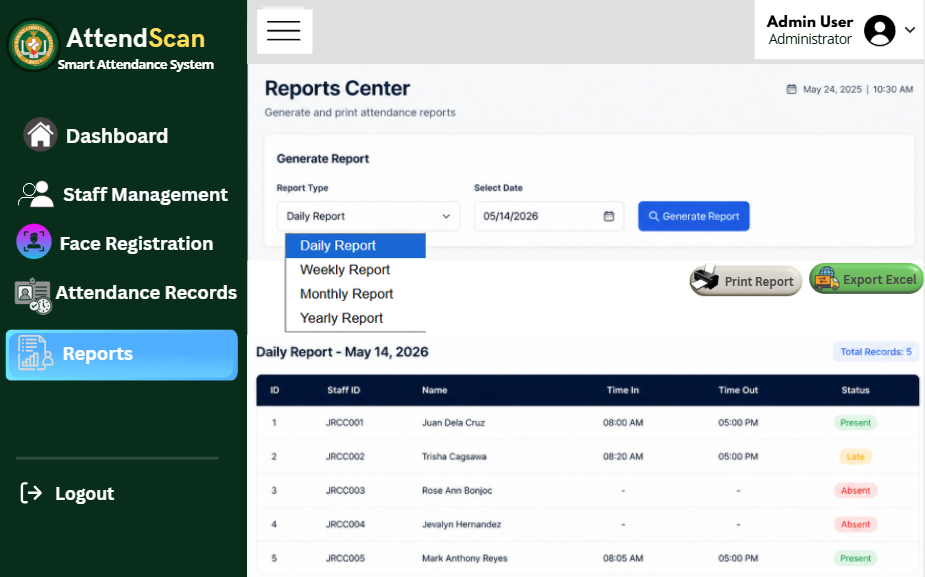 AttendScan
Smart Attendance System
Dashboard
Staff Management
Face Registration
Attendance Records
Reports
Logout
Admin User
Administrator
Reports Center
May 24, 2025 | 10:30 AM
Generate and print attendance reports
Generate Report
Report Type
Select Date
Daily Report
05/14/2026
Generate Report
Daily Report
Weekly Report
Monthly Report
Yearly Report
Print Report
Export Excel
Daily Report - May 14, 2026
Total Records: 5
ID Staff ID Name Time In Time Out Status
1 JRCC001 Juan Dela Cruz 08:00 AM 05:00 PM Present
2 JRCC002 Trisha Cagsawa 08:20 AM 05:00 PM Late
3 JRCC003 Rose Ann Bonjoc - - Absent
4 JRCC004 Jevalyn Hernandez - - Absent
5 JRCC005 Mark Anthony Reyes 08:05 AM 05:00 PM Present